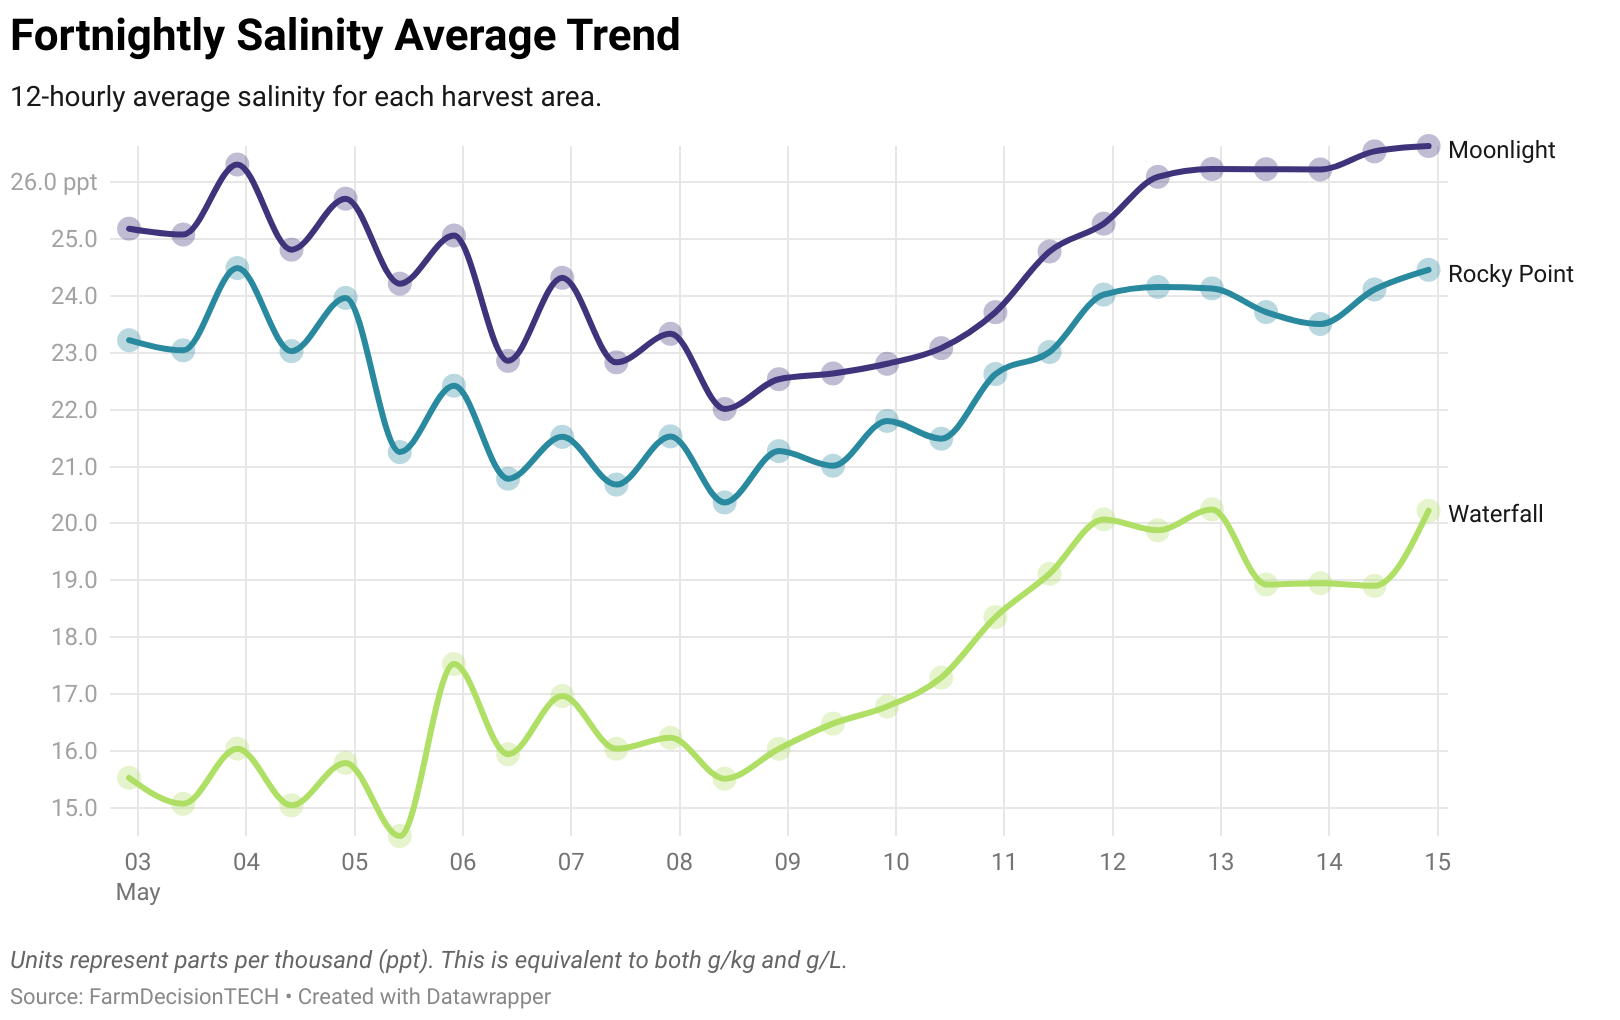 Fortnightly Salinity Average Trend
12-hourly average salinity for each harvest area.
Moonlight
26.0 ppt
25.0
Rocky Point
24.0
23.0
22.0
21.0
Waterfall
20.0
19.0
18.0
17.0
16.0
15.0
03 04 05 06 07 08 09 10 11 12 13 14 15
May
Units represent parts per thousand (ppt). This is equivalent to both g/kg and g/L.
Source: FarmDecisionTECH • Created with Datawrapper